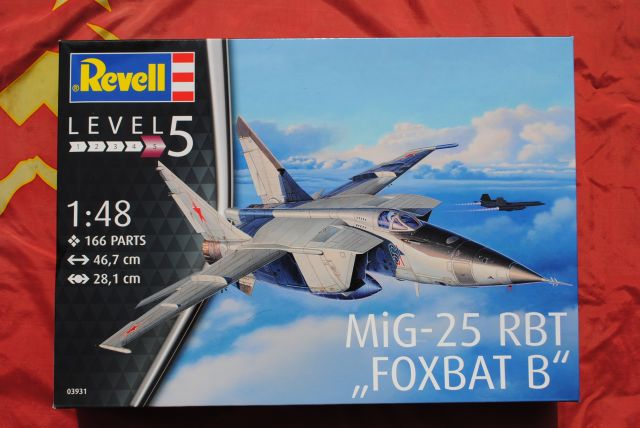 Revell
LEVEL 5
1 2 3 4 5
1:48
166 PARTS
46,7 cm
28,1 cm
MiG-25 RBT
„FOXBAT B“
03931